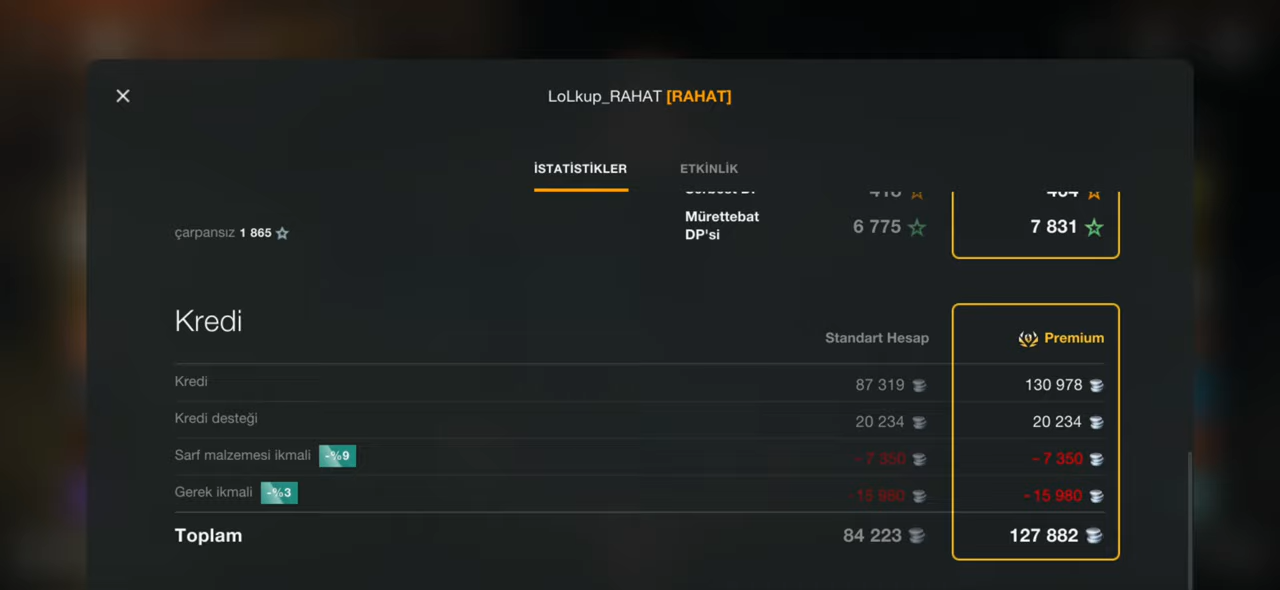 LoLkup_RAHAT [RAHAT]
İSTATİSTİKLER
ETKİNLİK
Mürettebat
DP'si
6 775
7 831
çarpansız 1 865
Kredi
Standart Hesap
Premium
Kredi
87 319
130 978
Kredi desteği
20 234
20 234
Sarf malzemesi ikmali -%9
-7 350
-7 350
Gerek ikmali -%3
-15 980
-15 980
Toplam
84 223
127 882